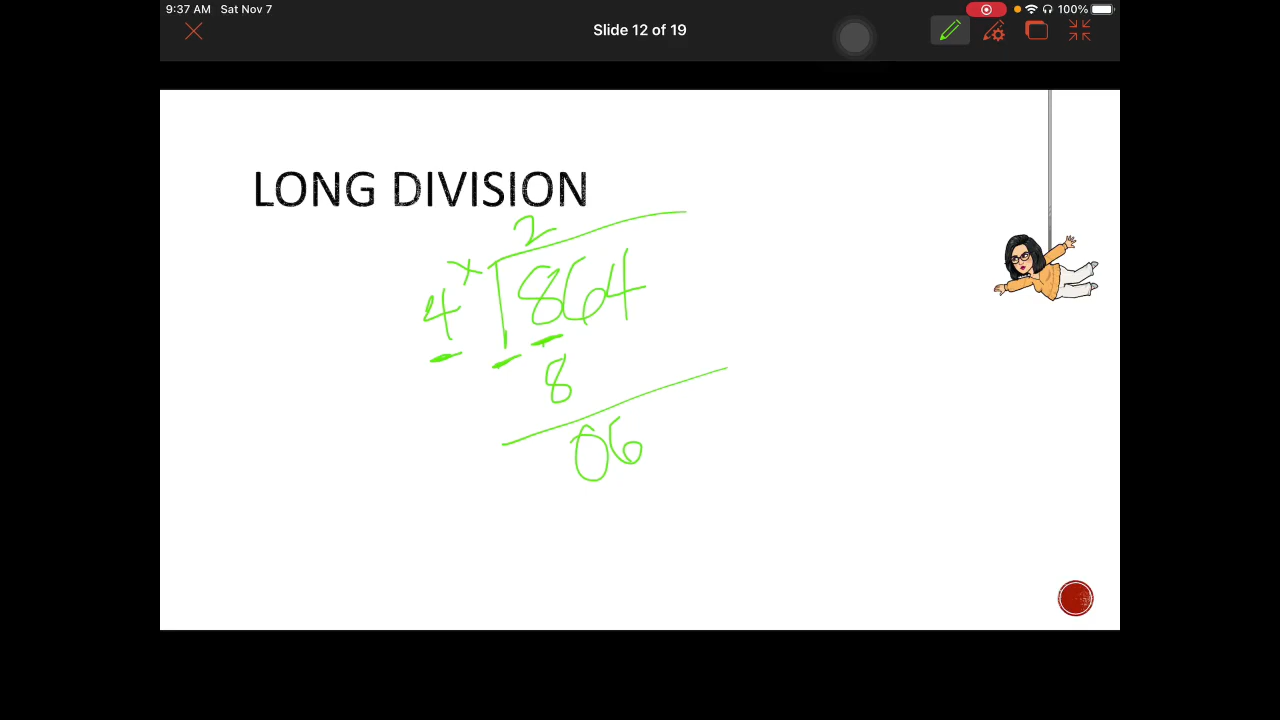 9:37 AM Sat Nov 7
100%
Slide 12 of 19
LONG DIVISION
2
4 x 864
8
06